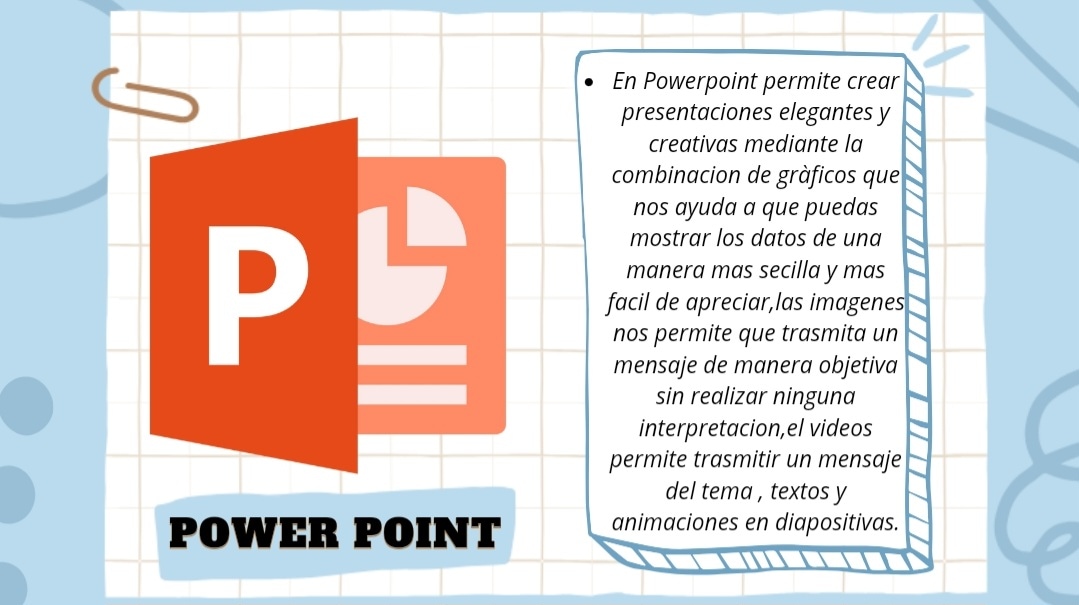 P
POWER POINT
• En Powerpoint permite crear
presentaciones elegantes y
creativas mediante la
combinacion de gràficos que
nos ayuda a que puedas
mostrar los datos de una
manera mas secilla y mas
facil de apreciar,las imagenes
nos permite que trasmita un
mensaje de manera objetiva
sin realizar ninguna
interpretacion,el videos
permite trasmitir un mensaje
del tema , textos y
animaciones en diapositivas.